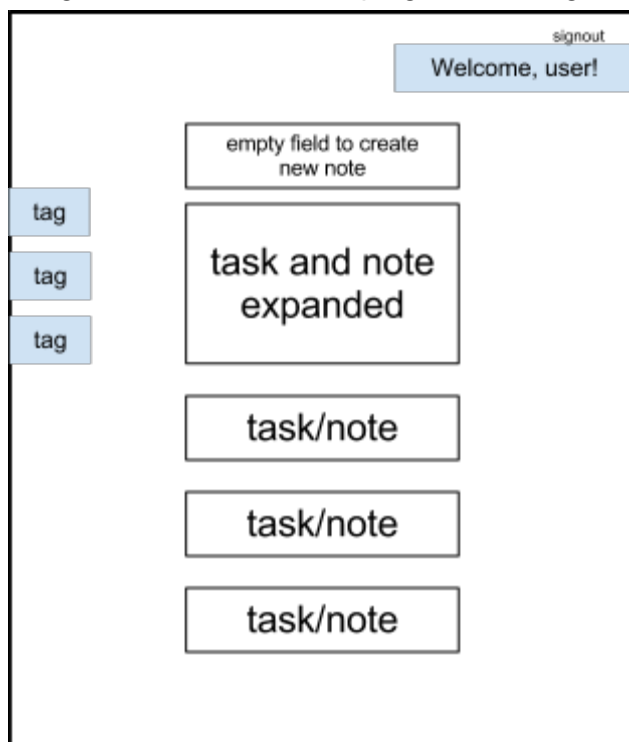 signout
Welcome, user!
empty field to create
new note
tag
task and note
expanded
tag
tag
task/note
task/note
task/note